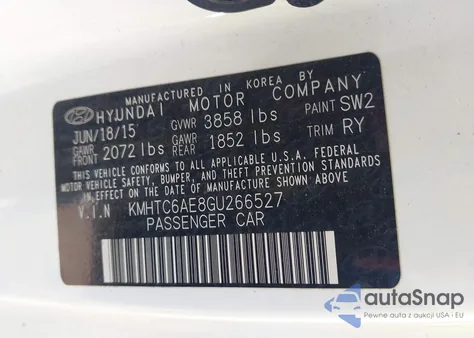 MANUFACTURED IN KOREA BY
HYUNDAI MOTOR COMPANY
JUN/18/15 GVWR 3858 lbs PAINT SW2
GAWR FRONT 2072 lbs GAWR REAR 1852 lbs TRIM RY
THIS VEHICLE CONFORMS TO ALL APPLICABLE U.S.A. FEDERAL
MOTOR VEHICLE SAFETY, BUMPER, AND THEFT
PREVENTION STANDARDS IN EFFECT ON THE DATE OF
MANUFACTURE SHOWN ABOVE.
V.I.N KMHTC6AE8GU266527
PASSENGER CAR
autoSnap
Pewne auta z aukcji USA i EU